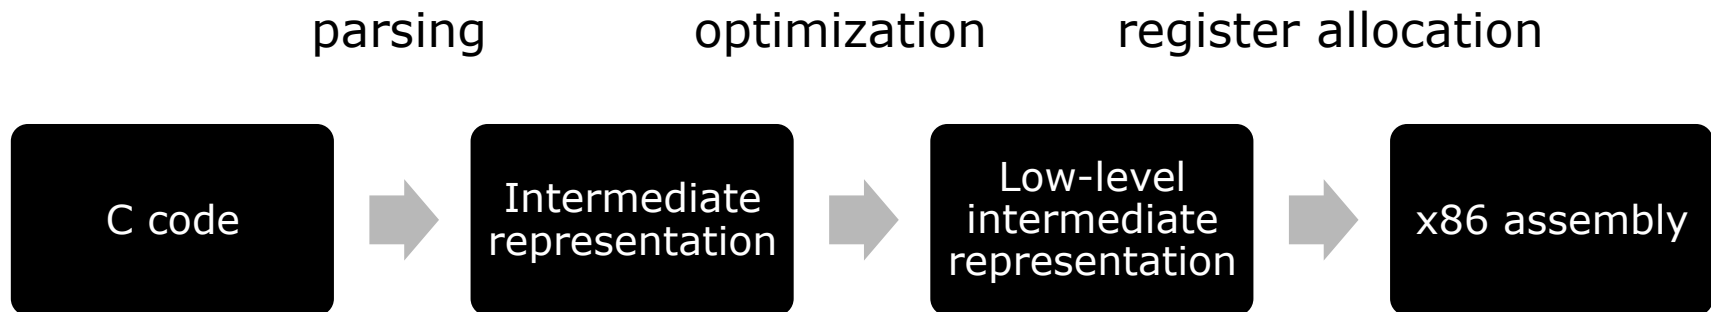 parsing optimization register allocation
C code
Intermediate
representation
Low-level
intermediate
representation
x86 assembly